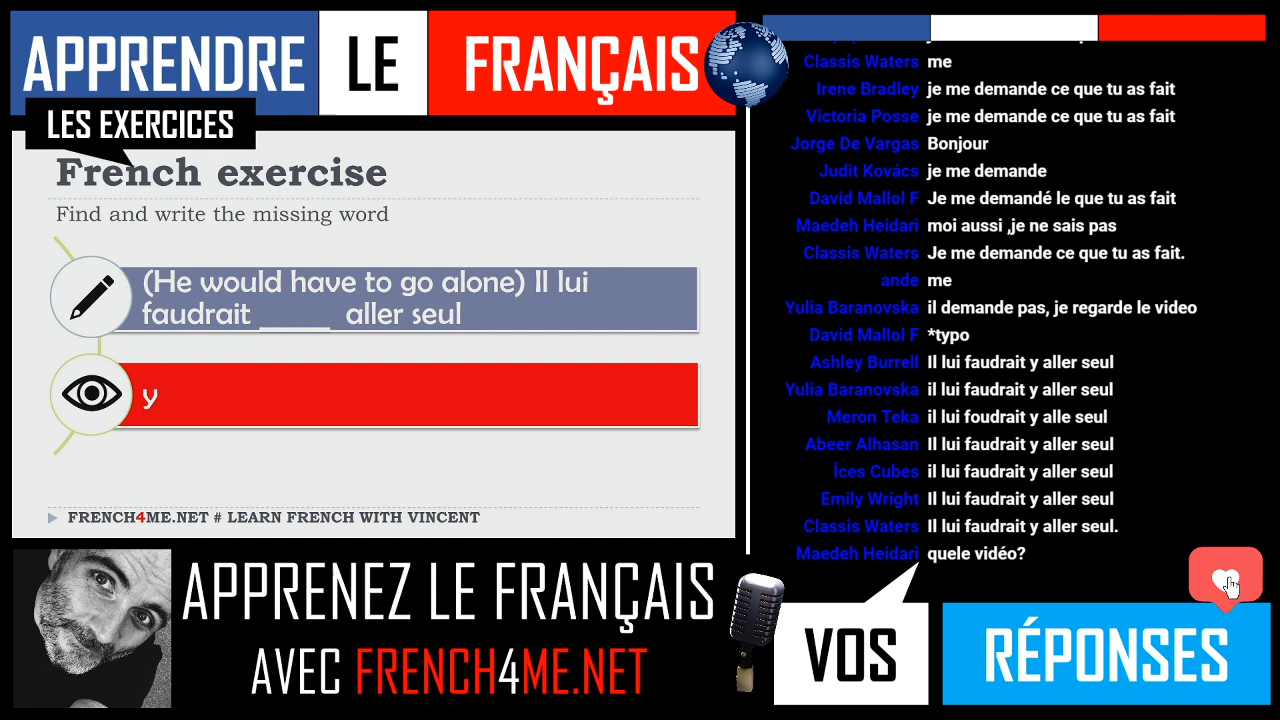 APPRENDRE LE FRANÇAIS
LES EXERCICES
French exercise
Find and write the missing word
(He would have to go alone) Il lui
faudrait _____ aller seul
y
FRENCH4ME.NET # LEARN FRENCH WITH VINCENT
APPRENEZ LE FRANÇAIS
AVEC FRENCH4ME.NET
Classis Waters me
Irene Bradley je me demande ce que tu as fait
Victoria Posse je me demande ce que tu as fait
Jorge De Vargas Bonjour
Judit Kovács je me demande
David Mallol F Je me demandé le que tu as fait
Maedeh Heidari moi aussi ,je ne sais pas
Classis Waters Je me demande ce que tu as fait.
ande me
Yulia Baranovska il demande pas, je regarde le video
David Mallol F *typo
Ashley Burrell Il lui faudrait y aller seul
Yulia Baranovska il lui faudrait y aller seul
Meron Teka il lui foudrait y alle seul
Abeer Alhasan Il lui faudrait y aller seul
İces Cubes il lui faudrait y aller seul
Emily Wright Il lui faudrait y aller seul
Classis Waters Il lui faudrait y aller seul.
Maedeh Heidari quele vidéo?
VOS RÉPONSES